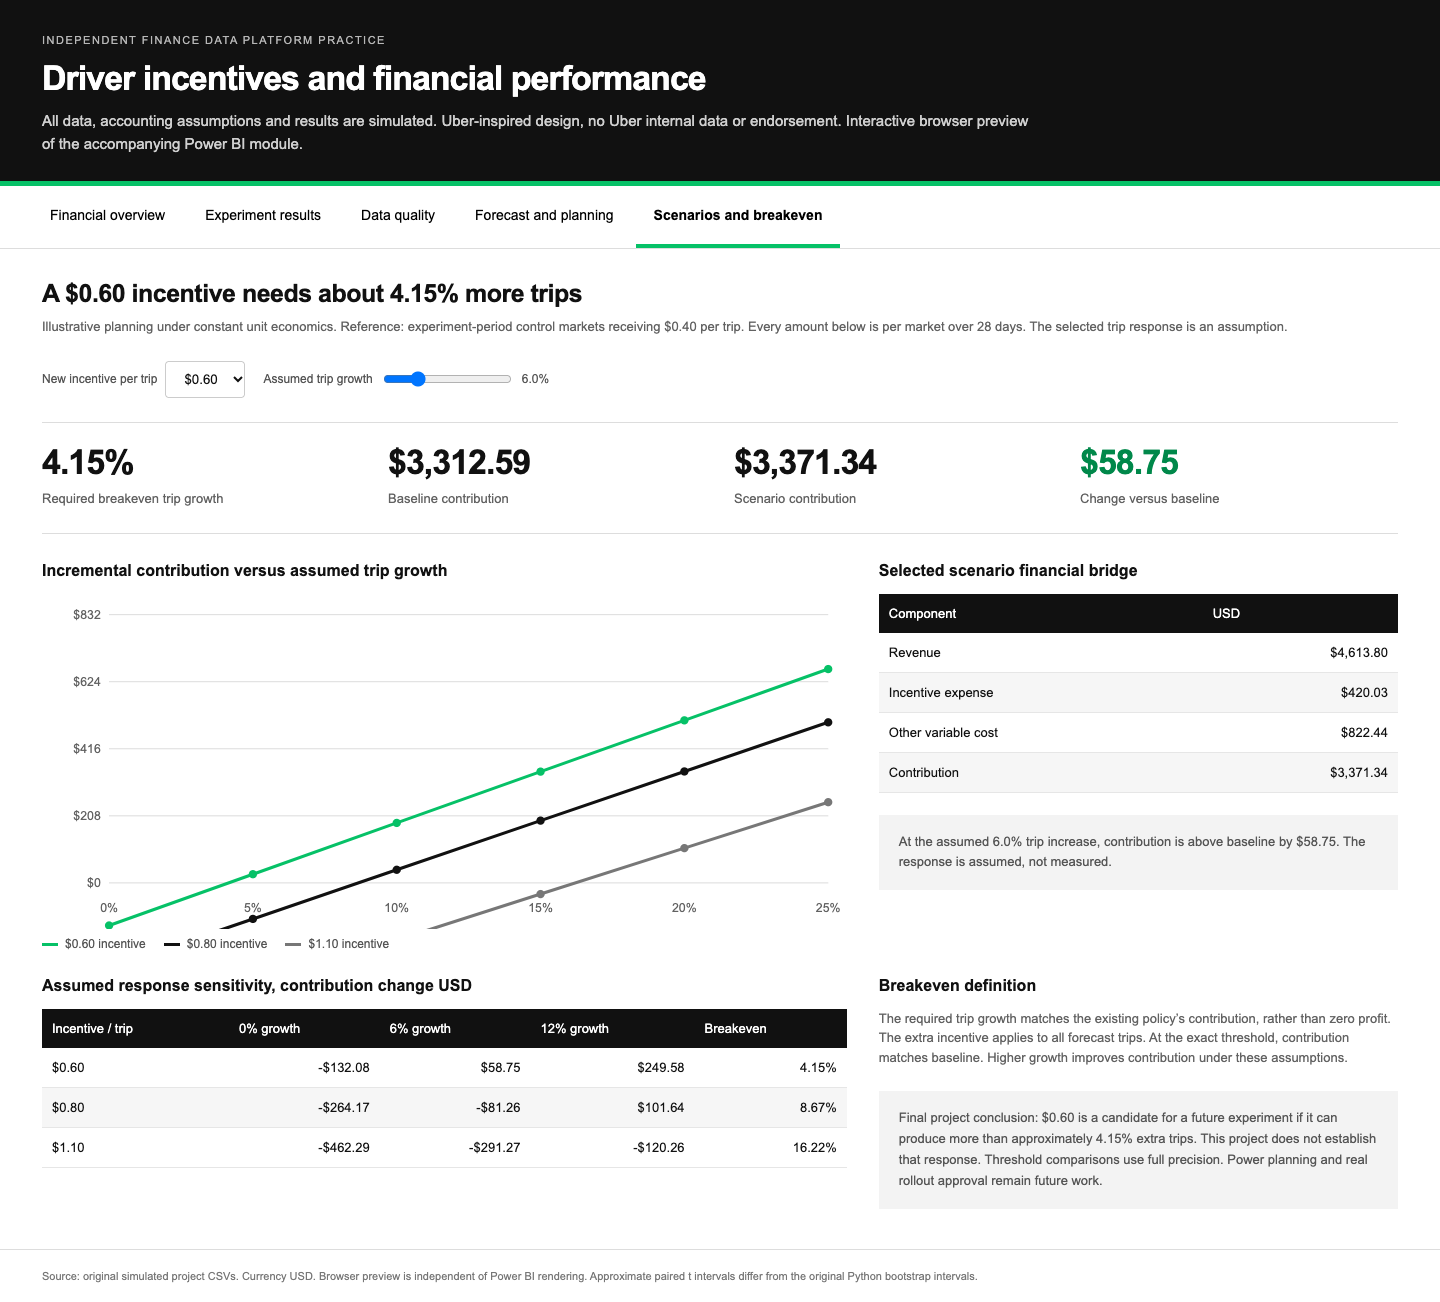 INDEPENDENT FINANCE DATA PLATFORM PRACTICE
Driver incentives and financial performance
All data, accounting assumptions and results are simulated. Uber-inspired design, no Uber internal data or endorsement. Interactive browser preview
of the accompanying Power BI module.
Financial overview Experiment results Data quality Forecast and planning Scenarios and breakeven
A $0.60 incentive needs about 4.15% more trips
Illustrative planning under constant unit economics. Reference: experiment-period control markets receiving $0.40 per trip. Every amount below is per market over 28 days. The selected trip response is an assumption.
New incentive per trip $0.60 Assumed trip growth 6.0%
4.15% $3,312.59 $3,371.34 $58.75
Required breakeven trip growth Baseline contribution Scenario contribution Change versus baseline
Incremental contribution versus assumed trip growth
$832
$624
$416
$208
$0
0% 5% 10% 15% 20% 25%
$0.60 incentive $0.80 incentive $1.10 incentive
Selected scenario financial bridge
Component USD
Revenue $4,613.80
Incentive expense $420.03
Other variable cost $822.44
Contribution $3,371.34
At the assumed 6.0% trip increase, contribution is above baseline by $58.75. The
response is assumed, not measured.
Assumed response sensitivity, contribution change USD
Incentive / trip 0% growth 6% growth 12% growth Breakeven
$0.60 -$132.08 $58.75 $249.58 4.15%
$0.80 -$264.17 -$81.26 $101.64 8.67%
$1.10 -$462.29 -$291.27 -$120.26 16.22%
Breakeven definition
The required trip growth matches the existing policy's contribution, rather than zero profit.
The extra incentive applies to all forecast trips. At the exact threshold, contribution
matches baseline. Higher growth improves contribution under these assumptions.
Final project conclusion: $0.60 is a candidate for a future experiment if it can
produce more than approximately 4.15% extra trips. This project does not establish
that response. Threshold comparisons use full precision. Power planning and real
rollout approval remain future work.
Source: original simulated project CSVs. Currency USD. Browser preview is independent of Power BI rendering. Approximate paired t intervals differ from the original Python bootstrap intervals.